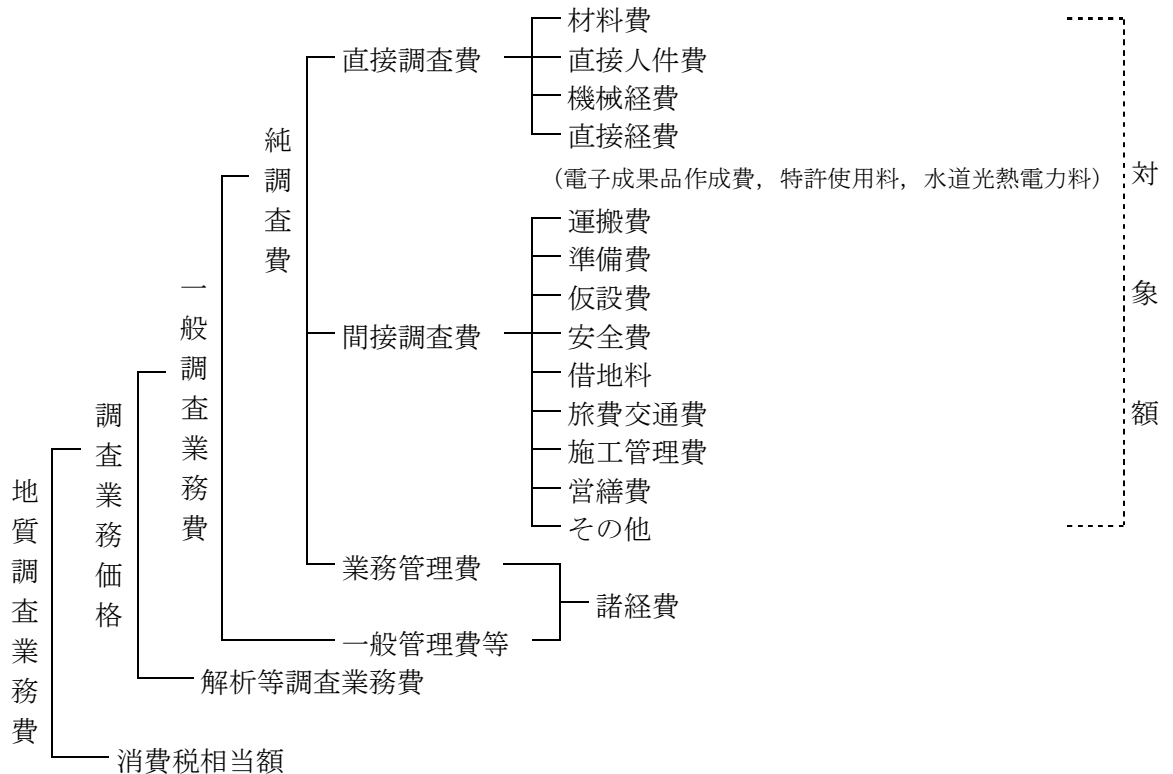 材料費
直接調査費
直接人件費
機械経費
直接経費
（電子成果品作成費，特許使用料，水道光熱電力料）
純調査費
運搬費
準備費
仮設費
間接調査費
安全費
借地料
旅費交通費
施工管理費
営繕費
その他
対象額
一般調査業務費
業務管理費
諸経費
一般管理費等
調査業務価格
解析等調査業務費
地質調査業務費
消費税相当額